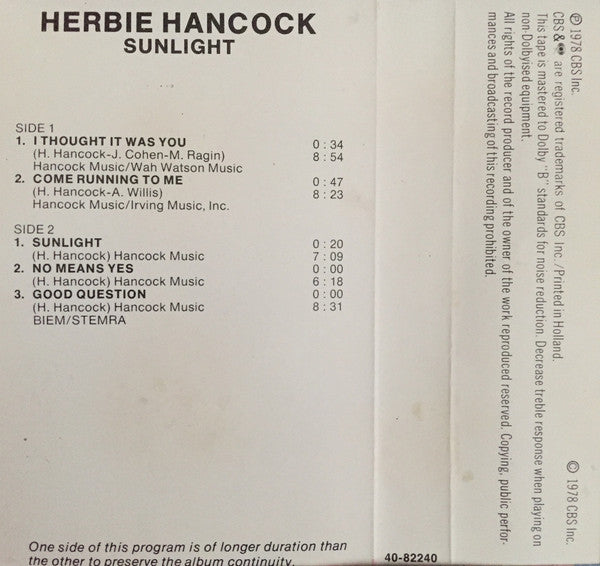 HERBIE HANCOCK
SUNLIGHT
SIDE 1
1. I THOUGHT IT WAS YOU 0:34
(H. Hancock-J. Cohen-M. Ragin) 8:54
Hancock Music/Wah Watson Music
2. COME RUNNING TO ME 0:47
(H. Hancock-A. Willis) 8:23
Hancock Music/Irving Music, Inc.
SIDE 2
1. SUNLIGHT 0:20
(H. Hancock) Hancock Music 7:09
2. NO MEANS YES 0:00
(H. Hancock) Hancock Music 6:18
3. GOOD QUESTION 0:00
(H. Hancock) Hancock Music 8:31
BIEM/STEMRA
One side of this program is of longer duration than
the other to preserve the album continuity.
40-82240
℗ 1978 CBS Inc. © 1978 CBS Inc.
CBS & are registered trademarks of CBS Inc./Printed in Holland.
This tape is mastered to Dolby "B" standards for noise reduction. Decrease treble response when playing on
non-Dolbyised equipment.
All rights of the record producer and of the owner of the work reproduced reserved. Copying, public perfor-
mances and broadcasting of this recording prohibited.